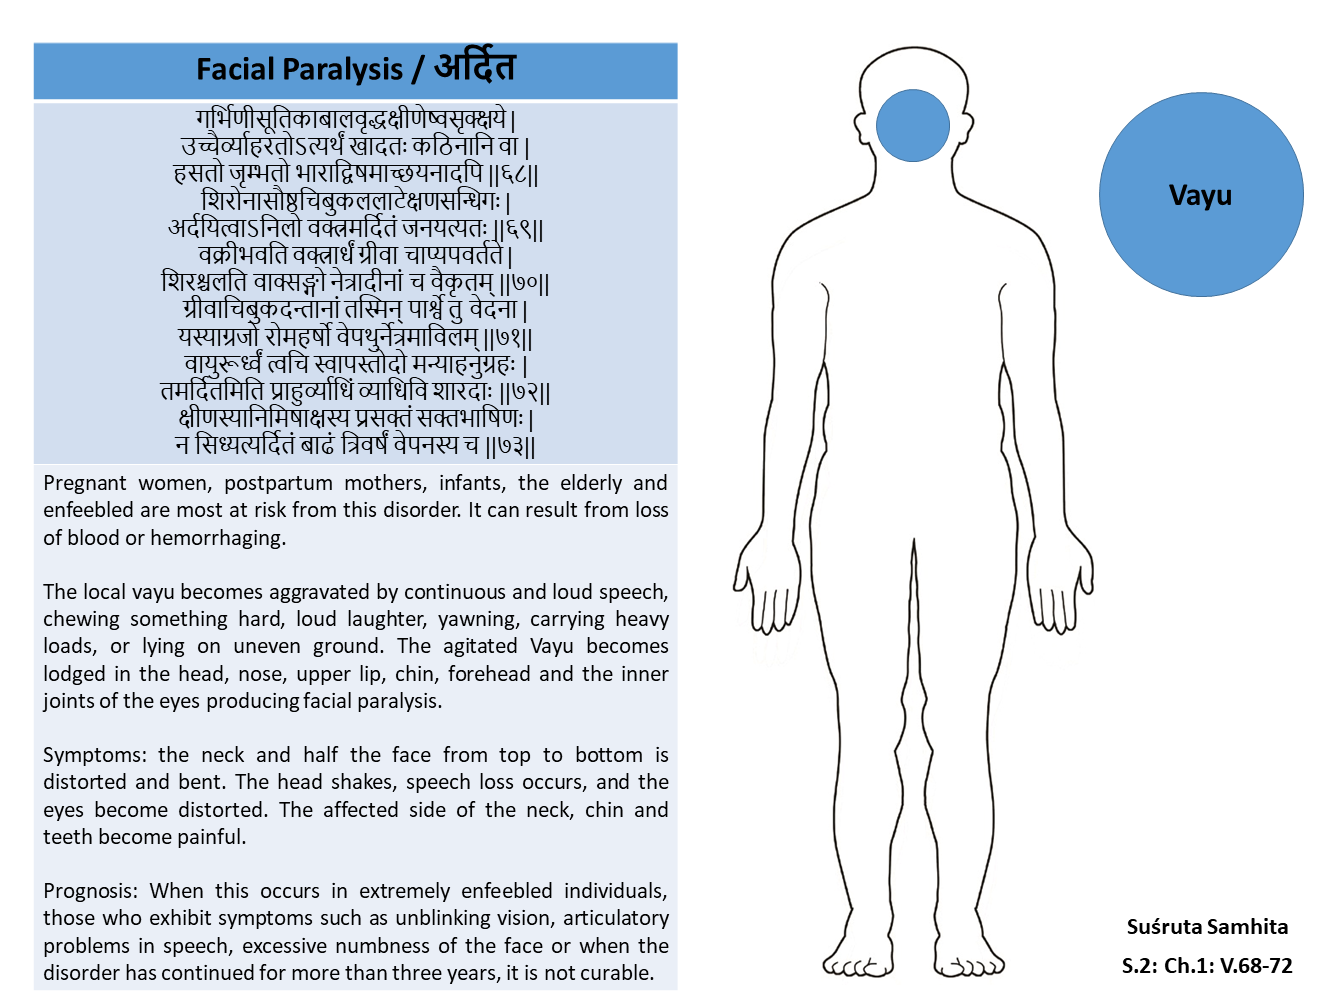 Facial Paralysis / अर्दित
गर्भिणीसूतिकाबालवृद्धक्षीणेष्वसृक्क्षये|
उच्चैर्व्याहरतोऽत्यर्थं खादतः कठिनानि वा |
हसतो जृम्भतो भाराद्विषमाच्छयनादपि ||६८||
शिरोनासौष्ठचिबुकललाटेक्षणसन्धिगः |
अर्दयित्वाऽनिलो वक्त्रमर्दितं जनयत्यतः ||६९||
वक्रीभवति वक्त्रार्धं ग्रीवा चाप्यपवर्तते |
शिरश्चलति वाक्सङ्गो नेत्रादीनां च वैकृतम् ||७०||
ग्रीवाचिबुकदन्तानां तस्मिन् पार्श्वे तु वेदना |
यस्याग्रजो रोमहर्षो वेपथुर्नेत्रमाविलम् ||७१||
वायुरूर्ध्वं त्वचि स्वापस्तोदो मन्याहनुग्रहः |
तमर्दितमिति प्राहुर्व्याधिं व्याधिवि शारदाः ||७२||
क्षीणस्यानिमिषाक्षस्य प्रसक्तं सक्तभाषिणः |
न सिध्यत्यर्दितं बाढं त्रिवर्षं वेपनस्य च ||७३||
Pregnant women, postpartum mothers, infants, the elderly and
enfeebled are most at risk from this disorder. It can result from loss
of blood or hemorrhaging.
The local vayu becomes aggravated by continuous and loud speech,
chewing something hard, loud laughter, yawning, carrying heavy
loads, or lying on uneven ground. The agitated Vayu becomes
lodged in the head, nose, upper lip, chin, forehead and the inner
joints of the eyes producing facial paralysis.
Symptoms: the neck and half the face from top to bottom is
distorted and bent. The head shakes, speech loss occurs, and the
eyes become distorted. The affected side of the neck, chin and
teeth become painful.
Prognosis: When this occurs in extremely enfeebled individuals,
those who exhibit symptoms such as unblinking vision, articulatory
problems in speech, excessive numbness of the face or when the
disorder has continued for more than three years, it is not curable.
Vayu
Suśruta Samhita
S.2: Ch.1: V.68-72